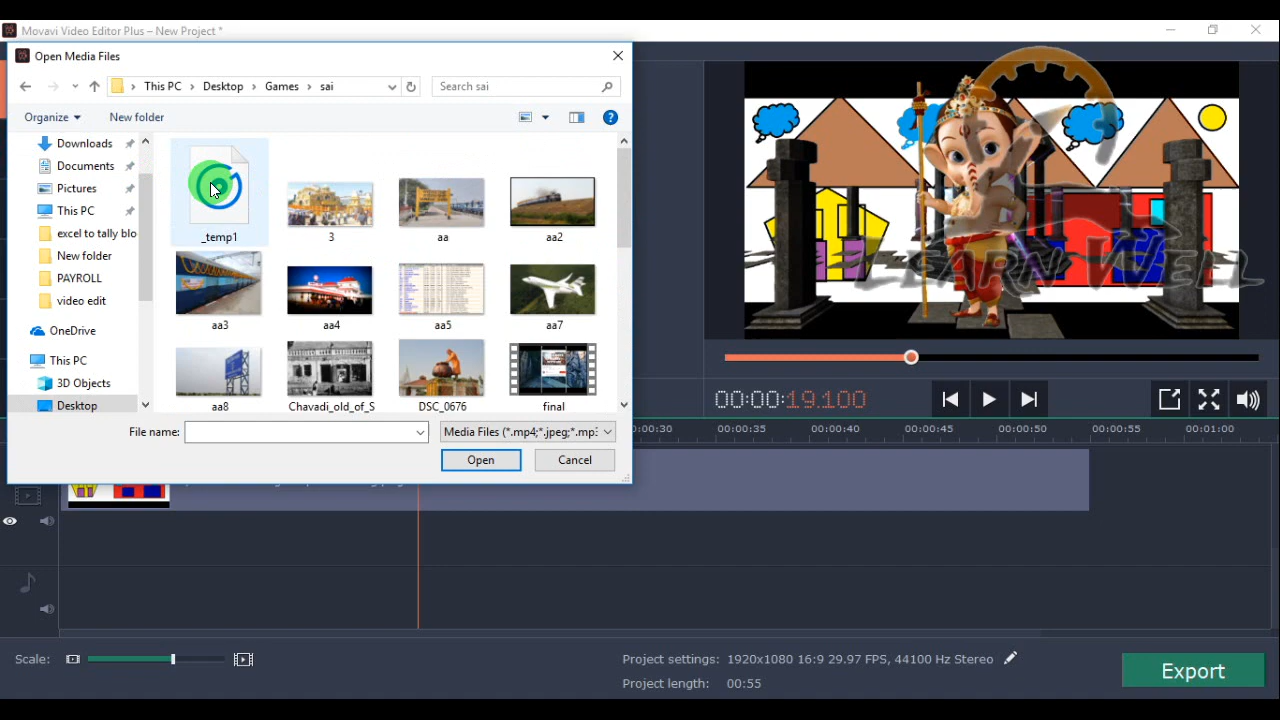 Movavi Video Editor Plus – New Project *
Open Media Files
This PC
Desktop
Games
sai
Search sai
Organize
New folder
Downloads
Documents
Pictures
This PC
excel to tally blo
New folder
PAYROLL
video edit
OneDrive
This PC
3D Objects
Desktop
_temp1
3
aa
aa2
aa3
aa4
aa5
aa7
aa8
Chavadi_old_of_S
DSC_0676
final
File name:
Media Files (*.mp4;*.jpeg;*.mp3
Open
Cancel
LEARN WELL
00:00:19.100
00:00:30
00:00:35
00:00:40
00:00:45
00:00:50
00:00:55
00:01:00
Scale:
Project settings: 1920x1080 16:9 29.97 FPS, 44100 Hz Stereo
Project length: 00:55
Export